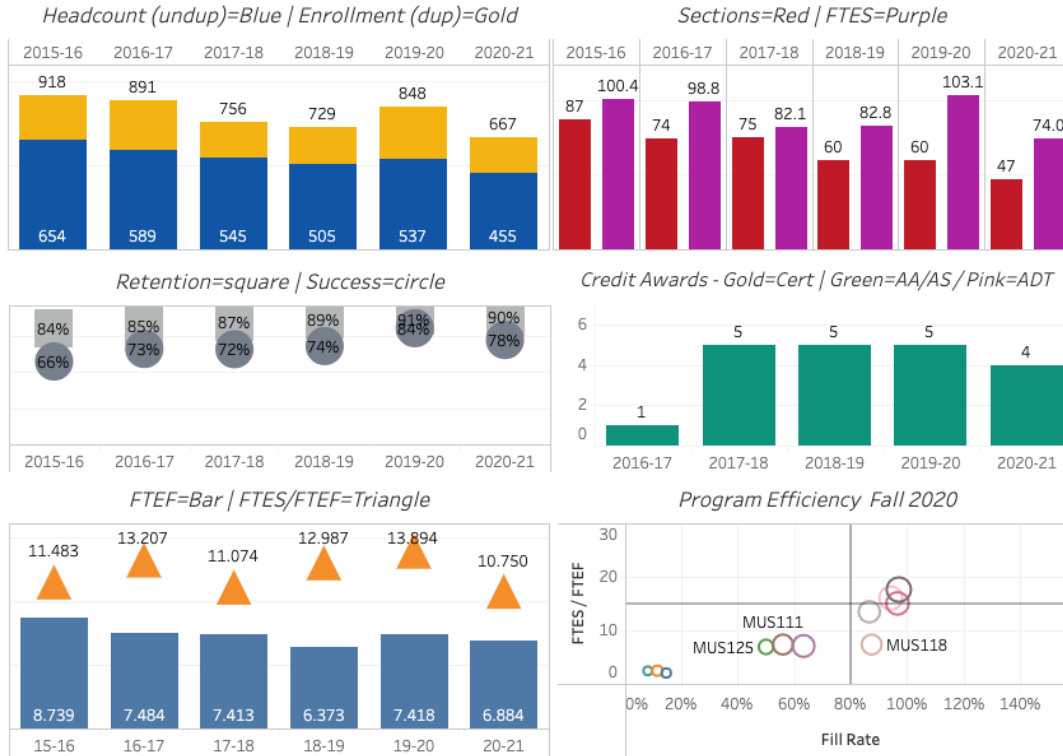 Headcount (undup)=Blue | Enrollment (dup)=Gold
2015-16 2016-17 2017-18 2018-19 2019-20 2020-21
918 891 756 729 848 667
654 589 545 505 537 455
Sections=Red | FTES=Purple
2015-16 2016-17 2017-18 2018-19 2019-20 2020-21
87 100.4 74 98.8 75 82.1 60 82.8 60 103.1 47 74.0
Retention=square | Success=circle
84% 85% 87% 89% 91% 90%
66% 73% 72% 74% 84% 78%
2015-16 2016-17 2017-18 2018-19 2019-20 2020-21
Credit Awards - Gold=Cert | Green=AA/AS / Pink=ADT
6
4
2
0
1 5 5 5 4
2016-17 2017-18 2018-19 2019-20 2020-21
FTEF=Bar | FTES/FTEF=Triangle
11.483 13.207 11.074 12.987 13.894 10.750
8.739 7.484 7.413 6.373 7.418 6.884
15-16 16-17 17-18 18-19 19-20 20-21
Program Efficiency Fall 2020
FTES / FTEF
30
20
10
0
MUS111
MUS125
MUS118
0% 20% 40% 60% 80% 100% 120% 140%
Fill Rate